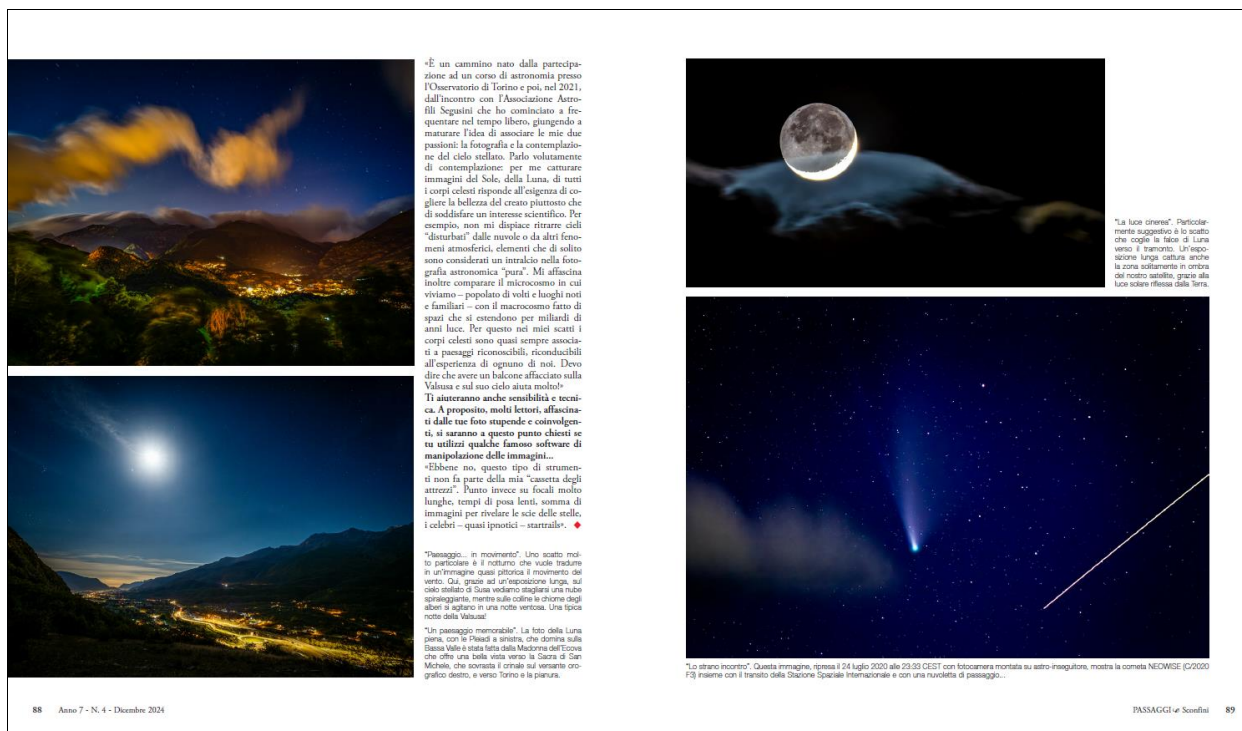 «È un cammino nato dalla partecipa-
zione ad un corso di astronomia presso
l'Osservatorio di Torino e poi, nel 2021,
dall'incontro con l'Associazione Astro-
fili Segusini che ho cominciato a fre-
quentare nel tempo libero, giungendo a
maturare l'idea di associare le mie due
passioni: la fotografia e la contemplazio-
ne del cielo stellato. Parlo volutamente
di contemplazione: per me catturare
immagini del Sole, della Luna, di tutti
i corpi celesti risponde all'esigenza di co-
gliere la bellezza del creato piuttosto che
di soddisfare un interesse scientifico. Per
esempio, non mi dispiace ritrarre cieli
"disturbati" dalle nuvole o da altri feno-
meni atmosferici, elementi che di solito
sono considerati un intralcio nella foto-
grafia astronomica "pura". Mi affascina
inoltre comparare il microcosmo in cui
viviamo – popolato di volti e luoghi noti
e familiari – con il macrocosmo fatto di
spazi che si estendono per miliardi di
anni luce. Per questo nei miei scatti i
corpi celesti sono quasi sempre associa-
ti a paesaggi riconoscibili, riconducibili
all'esperienza di ognuno di noi. Devo
dire che avere un balcone affacciato sulla
Valsusa e sul suo cielo aiuta molto!»
Ti aiuteranno anche sensibilità e tecni-
ca. A proposito, molti lettori, affascina-
ti dalle tue foto stupende e coinvolgen-
ti, si saranno a questo punto chiesti se
tu utilizzi qualche famoso software di
manipolazione delle immagini...
«Ebbene no, questo tipo di strumen-
ti non fa parte della mia "cassetta degli
attrezzi". Punto invece su focali molto
lunghe, tempi di posa lenti, somma di
immagini per rivelare le scie delle stelle,
i celebri – quasi ipnotici – startrails».
"Paesaggio... in movimento". Uno scatto mol-
to particolare è il notturno che vuole tradurre
in un'immagine quasi pittorica il movimento del
vento. Qui, grazie ad un'esposizione lunga, sul
cielo stellato di Susa vediamo stagliarsi una nube
spiraleggiante, mentre sulle colline le chiome degli
alberi si agitano in una notte ventosa. Una tipica
notte della Valsusa!
"Un paesaggio memorabile". La foto della Luna
piena, con le Pleiadi a sinistra, che domina sulla
Bassa Valle è stata fatta dalla Madonna dell'Ecova
che offre una bella vista verso la Sacra di San
Michele, che sovrasta il crinale sul versante oro-
grafico destro, e verso Torino e la pianura.
88 Anno 7 - N. 4 - Dicembre 2024
"La luce cinerea". Particolar-
mente suggestivo è lo scatto
che coglie la falce di Luna
verso il tramonto. Un'espo-
sizione lunga cattura anche
la zona solitamente in ombra
del nostro satellite, grazie alla
luce solare riflessa dalla Terra.
"Lo strano incontro". Questa immagine, ripresa il 24 luglio 2020 alle 23:33 CEST con fotocamera montata su astro-inseguitore, mostra la cometa NEOWISE (C/2020
F3) insieme con il transito della Stazione Spaziale Internazionale e con una nuvoletta di passaggio...
PASSAGGI e Sconfini 89